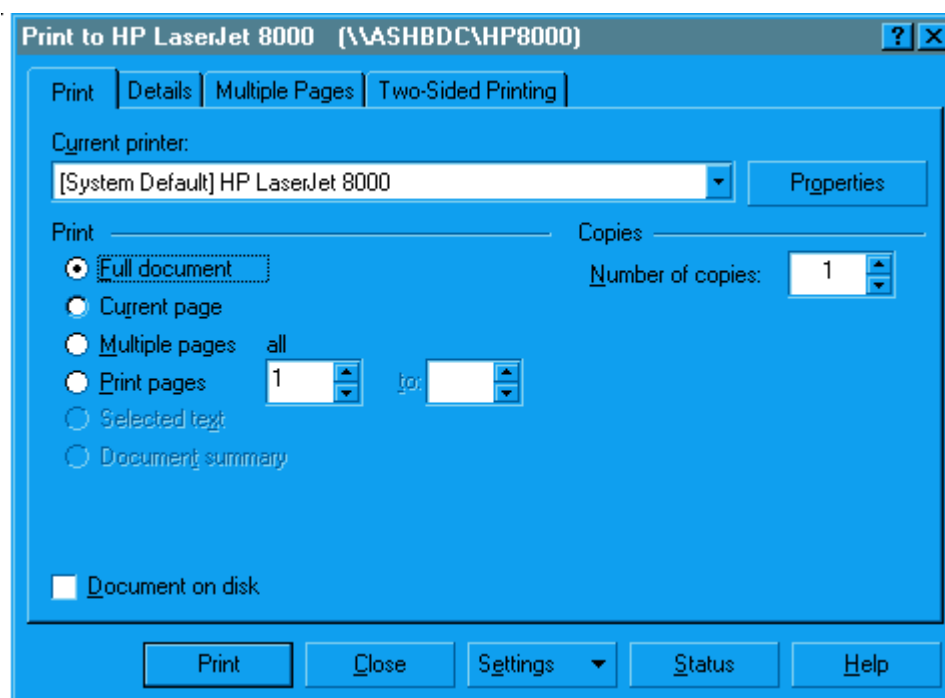 Print to HP LaserJet 8000 (\\ASHBDC\HP8000) ? ×
Print Details Multiple Pages Two-Sided Printing
Current printer:
[System Default] HP LaserJet 8000 Properties
Print Copies
Full document Number of copies: 1
Current page
Multiple pages all
Print pages 1 to:
Selected text
Document summary
Document on disk
Print Close Settings Status Help